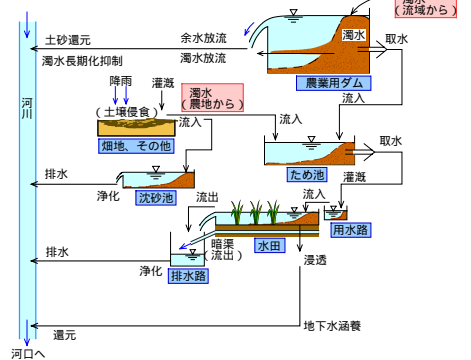 濁水
(流域から)
土砂還元
余水放流
濁水
取水
濁水長期化抑制
濁水放流
農業用ダム
降雨
灌漑
濁水
(農地から)
流入
河川
(土壌侵食)
流入
流入
取水
畑地、その他
ため池
排水
浄化
沈砂池
流出
流入
灌漑
用水路
暗渠
(流出)
水田
排水
浄化
排水路
浸透
地下水涵養
還元
河口へ